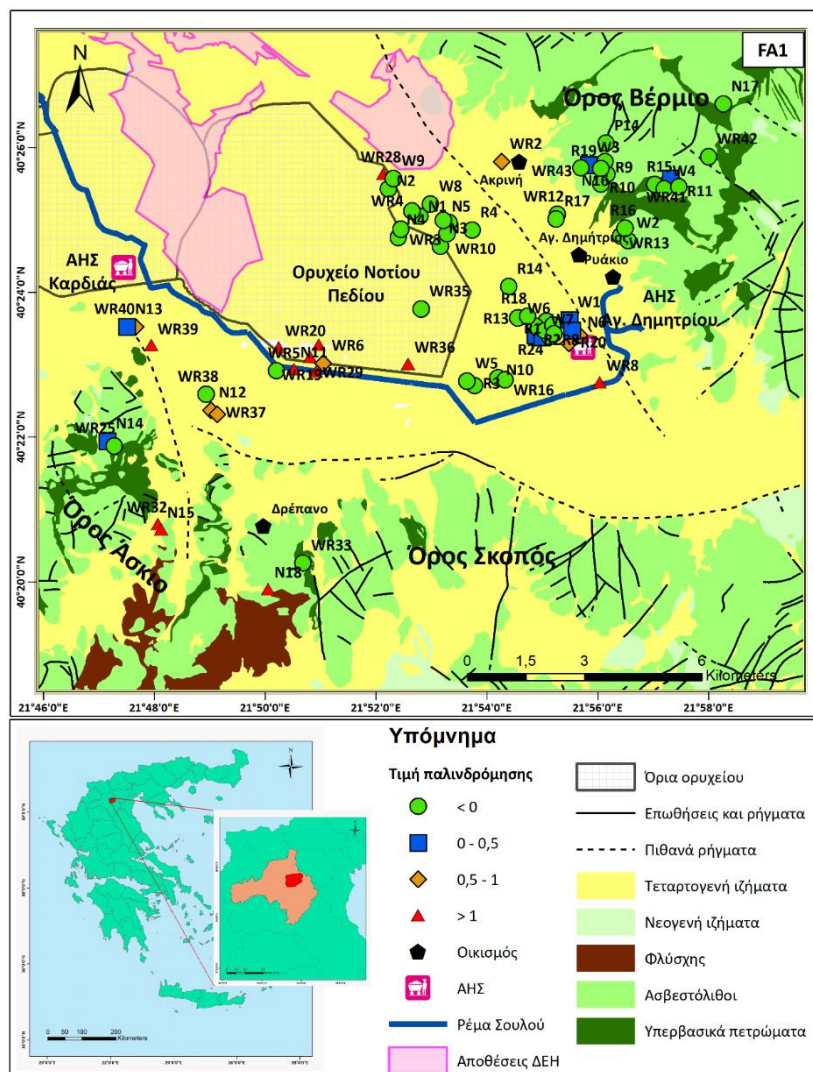 FA1
N
Όρος Βέρμιο
N17
P14
WR2
R19 W3
WR42
WR28 W9
WR43
R9
R15
W4
Ακρινή
N16
N2
R10
WR41 R11
WR4
W8
WR12
R17
N1 N5
R16
W2
N4
N3
R4
Αγ. Δημήτριος
WR13
WR3
WR10
Ρυάκιο
ΑΗΣ
Καρδιάς
Ορυχείο Νοτίου
Πεδίου
R14
WR35
R18
W1
ΑΗΣ
Αγ. Δημητρίου
WR40 N13
R13
W6
W7
N6
WR39
WR20
WR6
R1
R2
R8
R20
WR5 N11
WR36
R24
WR19
WR29
W5
N10
WR8
WR38
N12
R3
WR16
WR37
WR25
N14
Όρος Άσκιο
WR32
N15
Δρέπανο
WR33
Όρος Σκοπός
N18
0 1,5 3 6
Kilometers
40°26'0"N
40°24'0"N
40°22'0"N
40°20'0"N
21°46'0"E 21°48'0"E 21°50'0"E 21°52'0"E 21°54'0"E 21°56'0"E 21°58'0"E
Υπόμνημα
Τιμή παλινδρόμησης
< 0
0 - 0,5
0,5 - 1
> 1
Οικισμός
ΑΗΣ
Ρέμα Σουλού
Αποθέσεις ΔΕΗ
Όρια ορυχείου
Επωθήσεις και ρήγματα
Πιθανά ρήγματα
Τεταρτογενή ιζήματα
Νεογενή ιζήματα
Φλύσχης
Ασβεστόλιθοι
Υπερβασικά πετρώματα
N
0 50 100 200
Kilometers